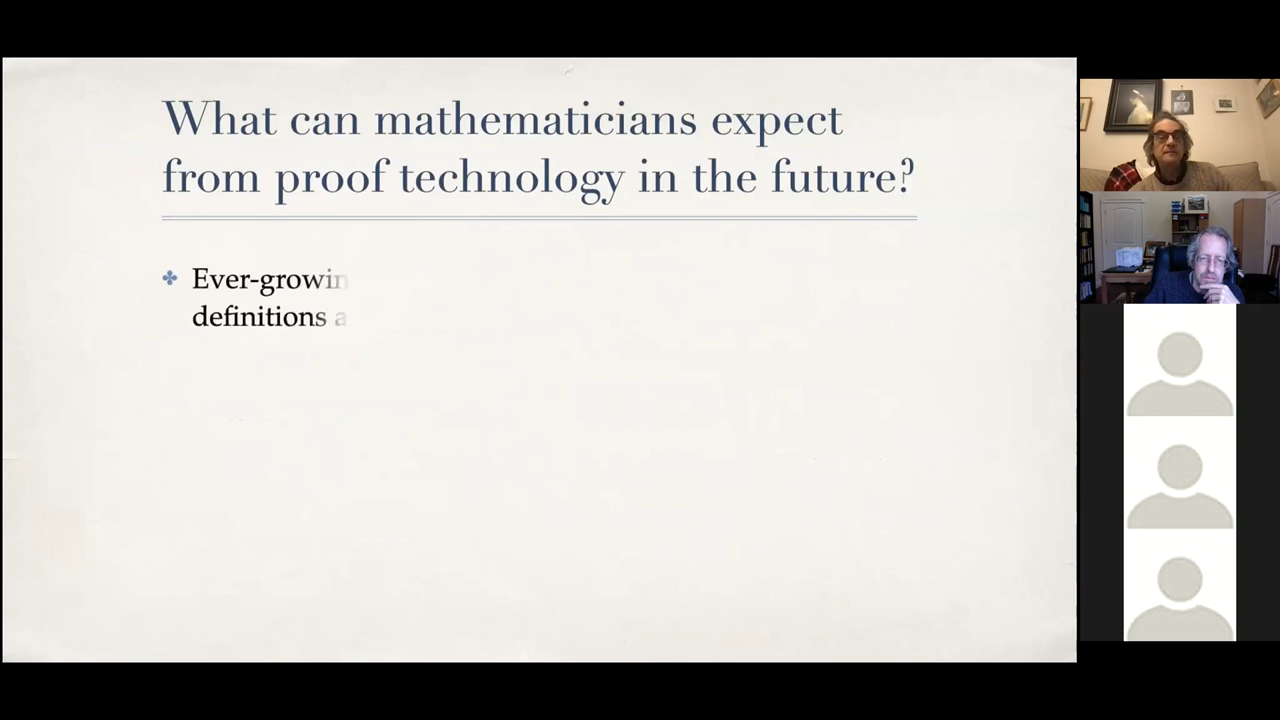 What can mathematicians expect
from proof technology in the future?
Ever-growin
definitions a